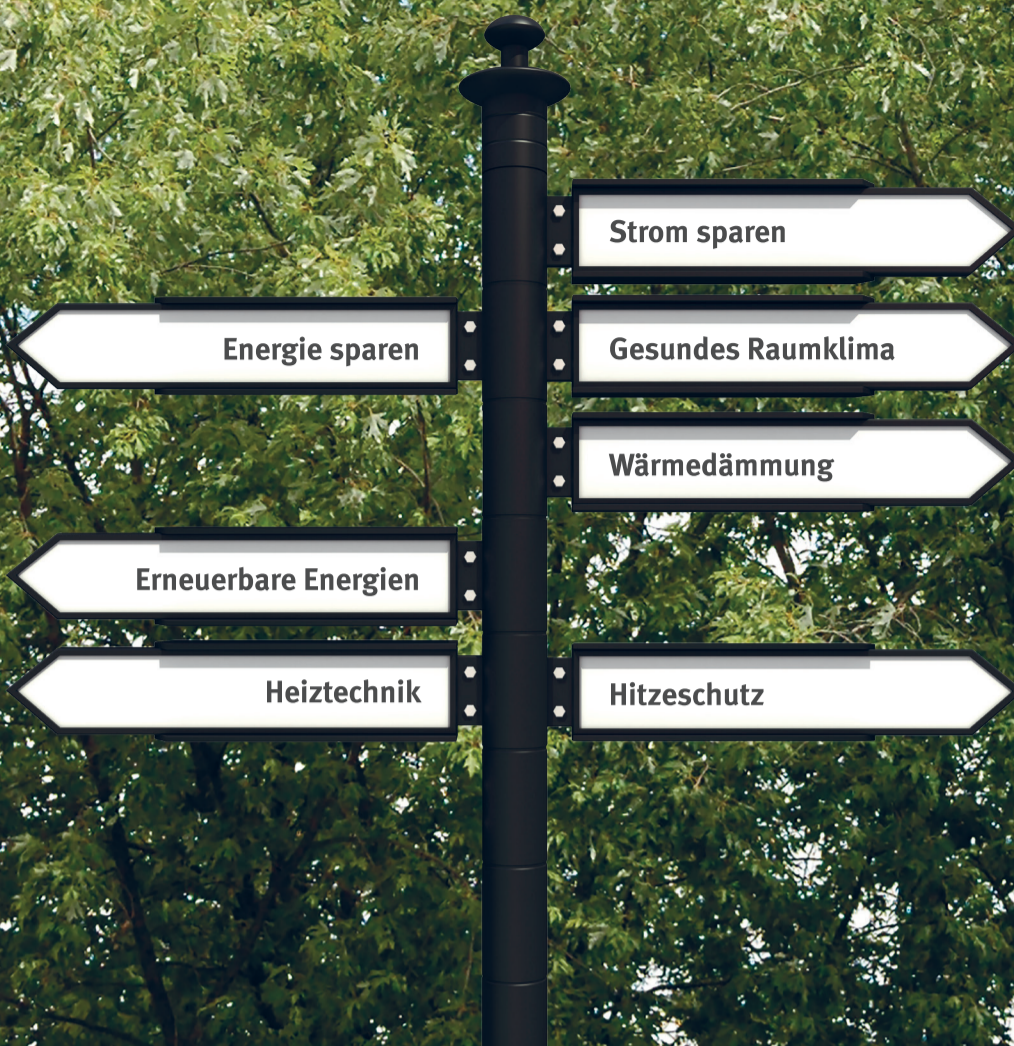 Strom sparen
Energie sparen
Gesundes Raumklima
Wärmedämmung
Erneuerbare Energien
Heiztechnik
Hitzeschutz